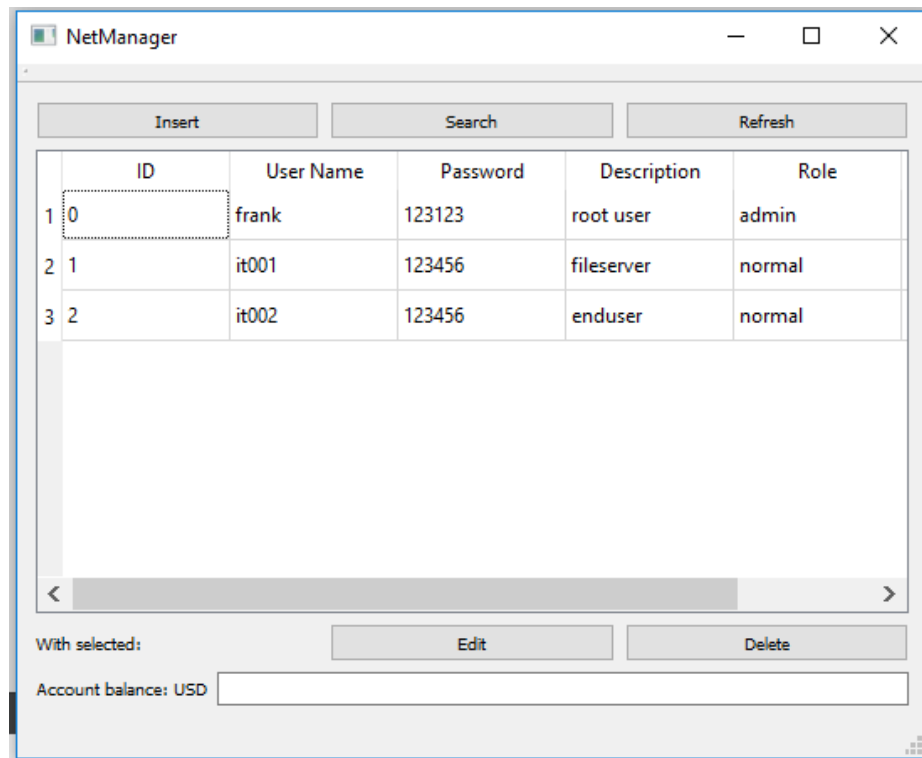 NetManager
Insert Search Refresh
ID User Name Password Description Role
1 0 frank 123123 root user admin
2 1 it001 123456 fileserver normal
3 2 it002 123456 enduser normal
With selected: Edit Delete
Account balance: USD